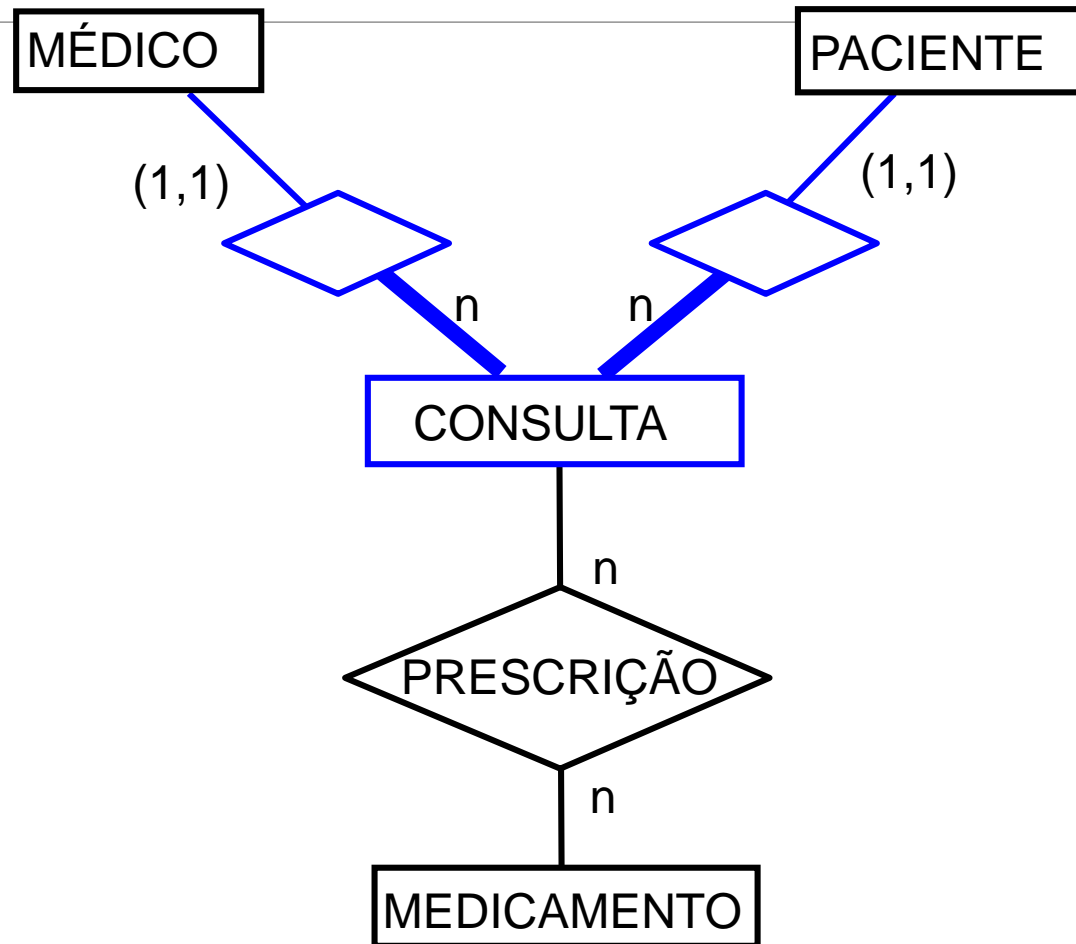 MÉDICO
PACIENTE
(1,1)
(1,1)
n
n
CONSULTA
n
PRESCRIÇÃO
n
MEDICAMENTO